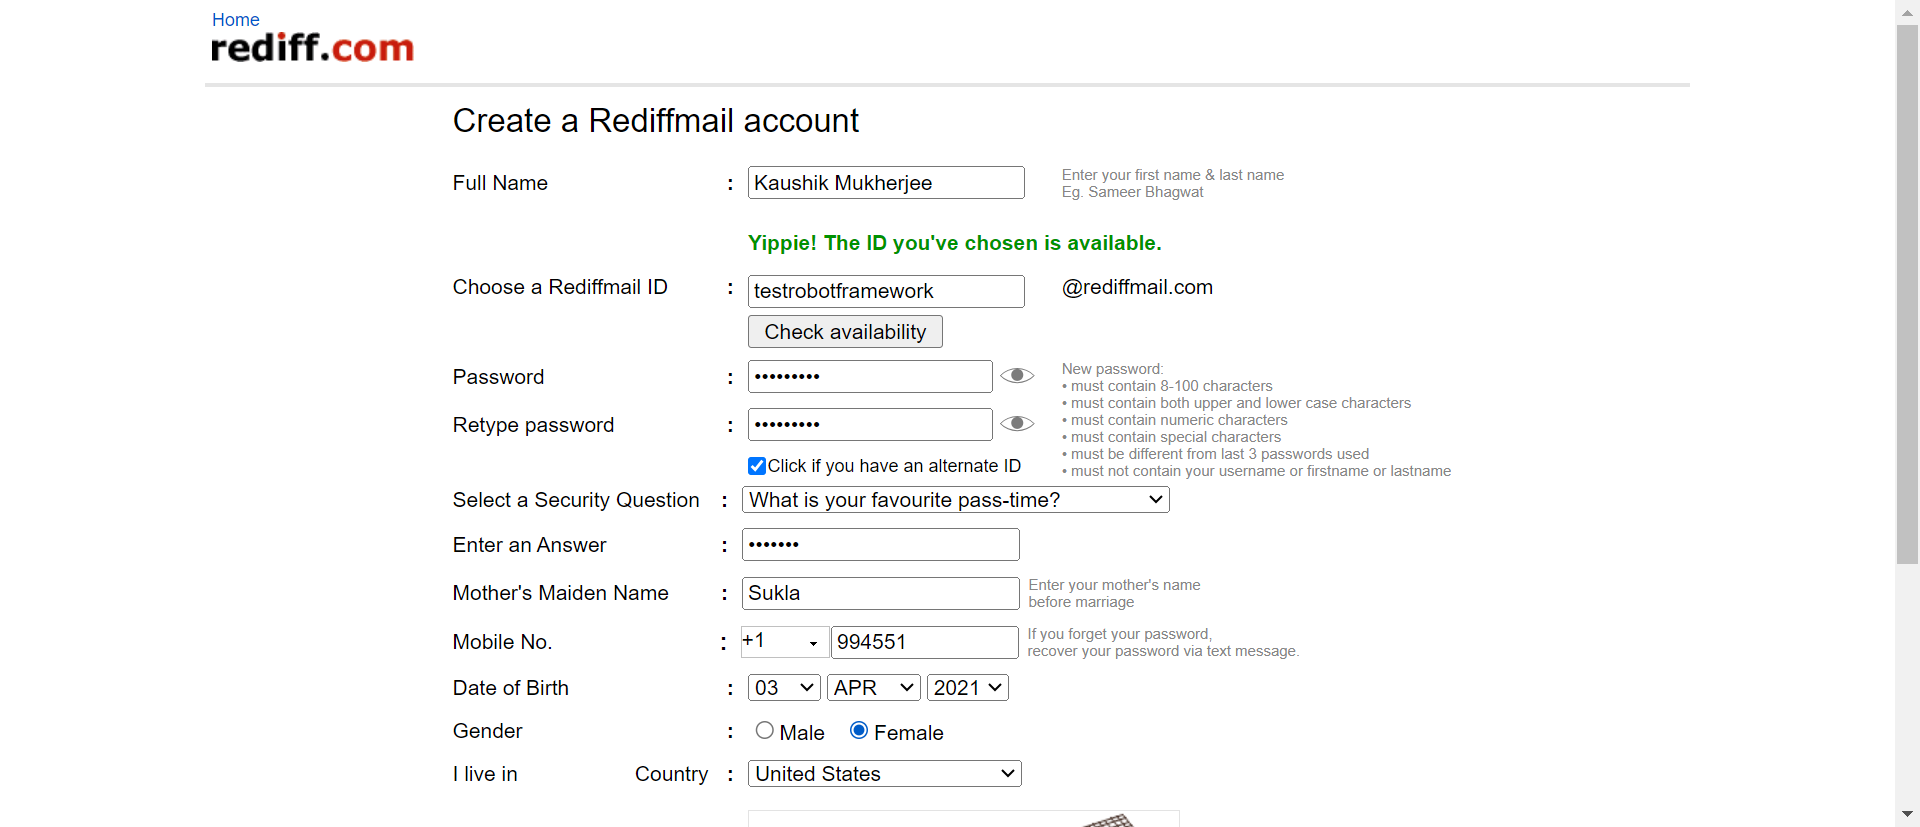 Home
rediff.com
Create a Rediffmail account
Full Name : Kaushik Mukherjee Enter your first name & last name
Eg. Sameer Bhagwat
Yippie! The ID you've chosen is available.
Choose a Rediffmail ID : testrobotframework @rediffmail.com
Check availability
Password : ••••••••• New password:
• must contain 8-100 characters
• must contain both upper and lower case characters
• must contain numeric characters
Retype password : •••••••••
• must contain special characters
• must be different from last 3 passwords used
Click if you have an alternate ID
• must not contain your username or firstname or lastname
Select a Security Question : What is your favourite pass-time?
Enter an Answer : •••••••
Mother's Maiden Name : Sukla Enter your mother's name
before marriage
Mobile No. : +1 994551 If you forget your password,
recover your password via text message.
Date of Birth : 03 APR 2021
Gender : Male Female
I live in Country : United States